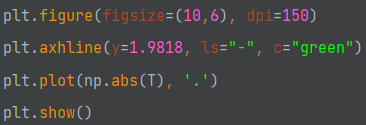 plt.figure(figsize=(10,6), dpi=150)
plt.axhline(y=1.9818, ls="-", c="green")
plt.plot(np.abs(T), '.')
plt.show()